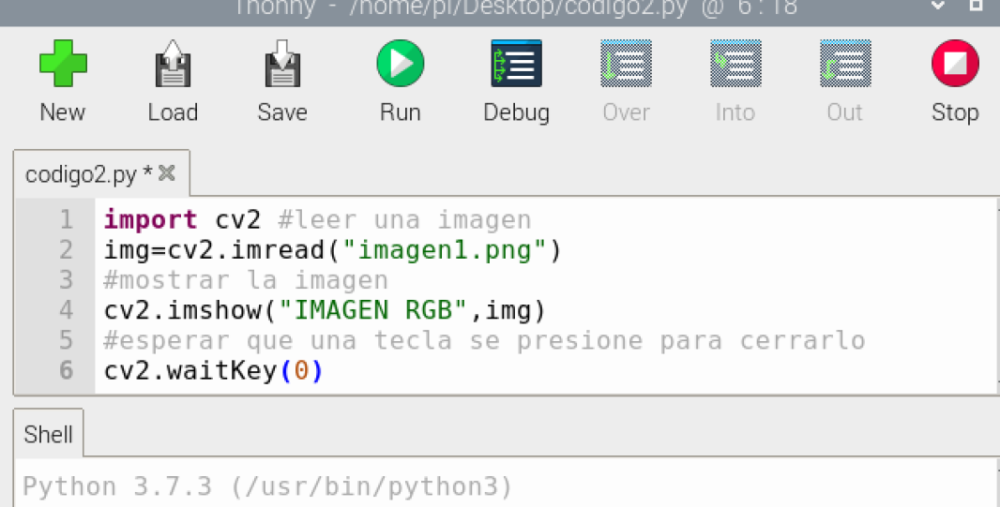 Thonny - /home/pi/Desktop/codigo2.py @ 6:18
New Load Save Run Debug Over Into Out Stop
codigo2.py *
1 import cv2 #leer una imagen
2 img=cv2.imread("imagen1.png")
3 #mostrar la imagen
4 cv2.imshow("IMAGEN RGB",img)
5 #esperar que una tecla se presione para cerrarlo
6 cv2.waitKey(0)
Shell
Python 3.7.3 (/usr/bin/python3)